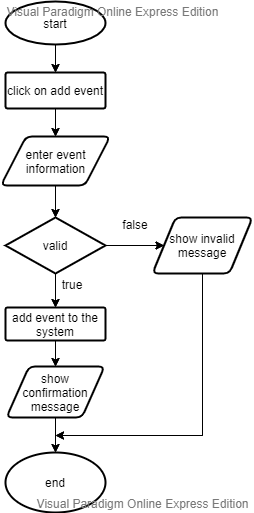 Visual Paradigm Online Express Edition
start
click on add event
enter event
information
valid
false
show invalid
message
true
add event to the
system
show
confirmation
message
end
Visual Paradigm Online Express Edition